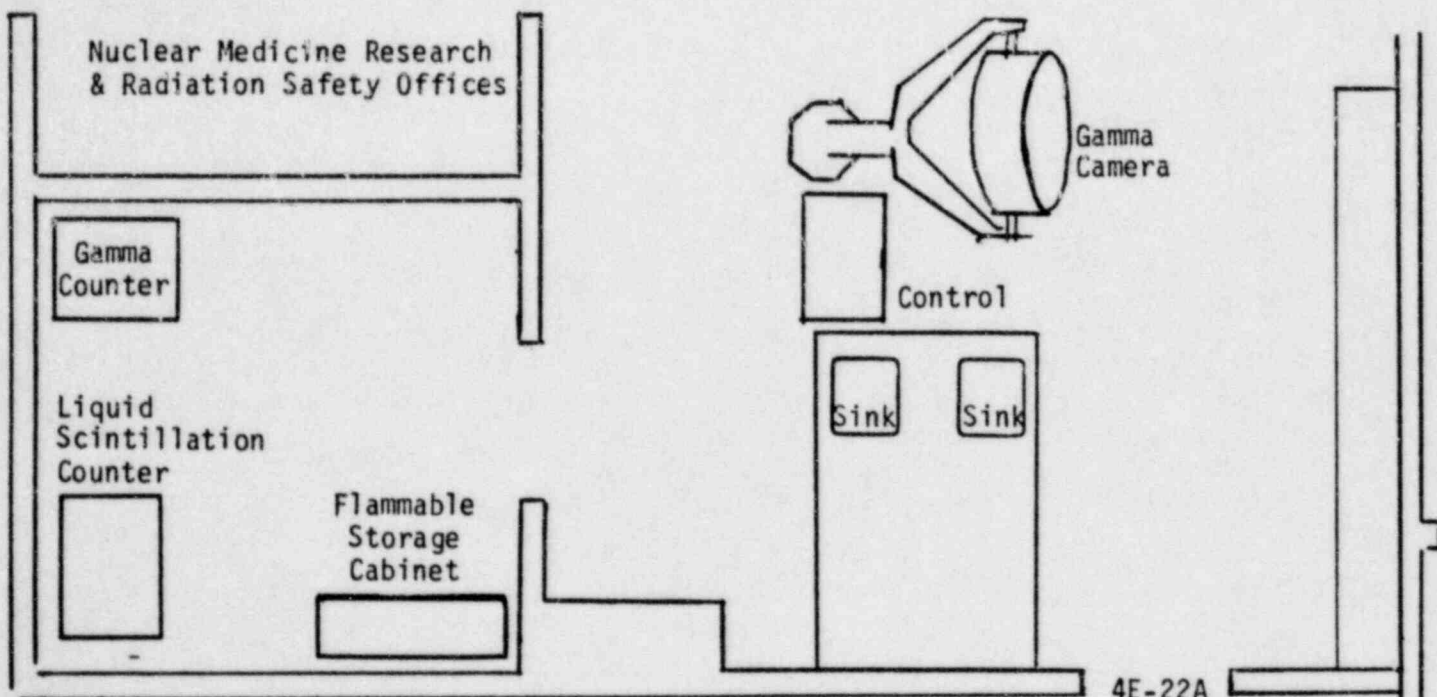 Nuclear Medicine Research
& Radiation Safety Offices
Gamma
Camera
Gamma
Counter
Control
Liquid
Scintillation
Counter
Sink
Sink
Flammable
Storage
Cabinet
4E-22A